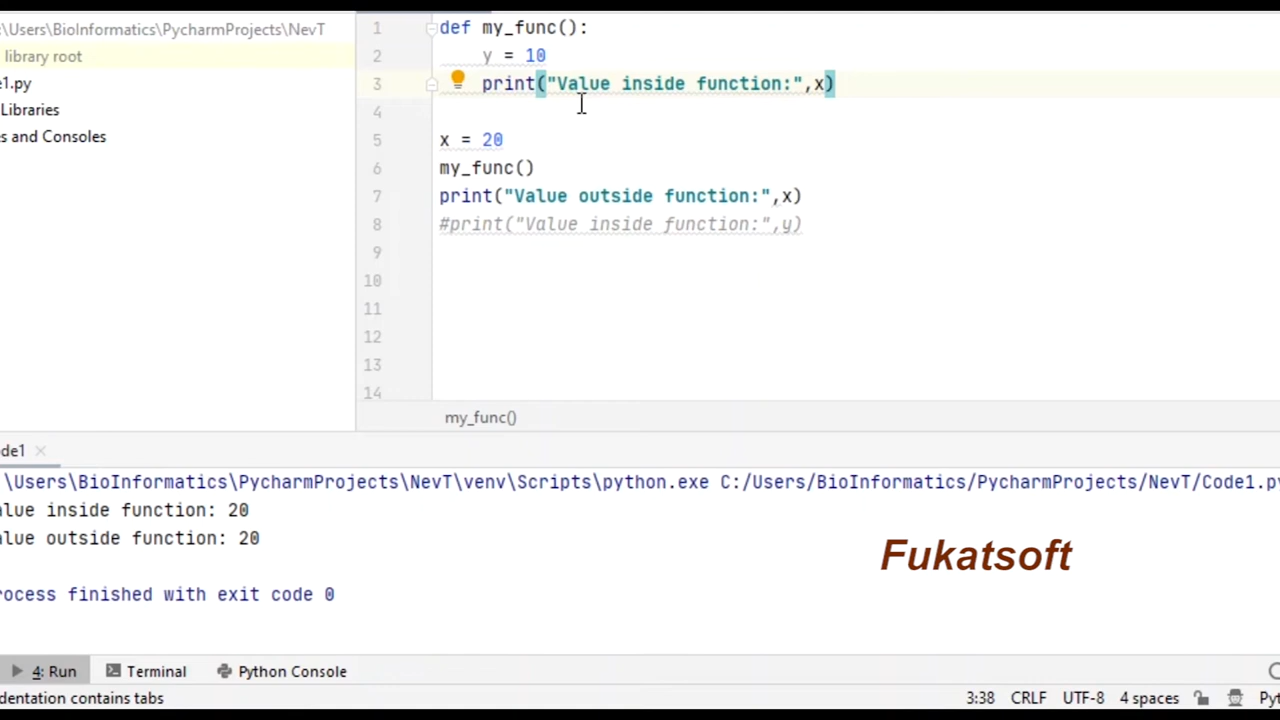 :\Users\BioInformatics\PycharmProjects\NevT
library root
e1.py
Libraries
s and Consoles
1 def my_func():
2 y = 10
3 print("Value inside function:",x)
4
5 x = 20
6 my_func()
7 print("Value outside function:",x)
8 #print("Value inside function:",y)
9
10
11
12
13
14
my_func()
de1
\Users\BioInformatics\PycharmProjects\NevT\venv\Scripts\python.exe C:/Users/BioInformatics/PycharmProjects/NevT/Code1.py
alue inside function: 20
alue outside function: 20
Fukatsoft
rocess finished with exit code 0
4: Run Terminal Python Console
dentation contains tabs 3:38 CRLF UTF-8 4 spaces Pyt